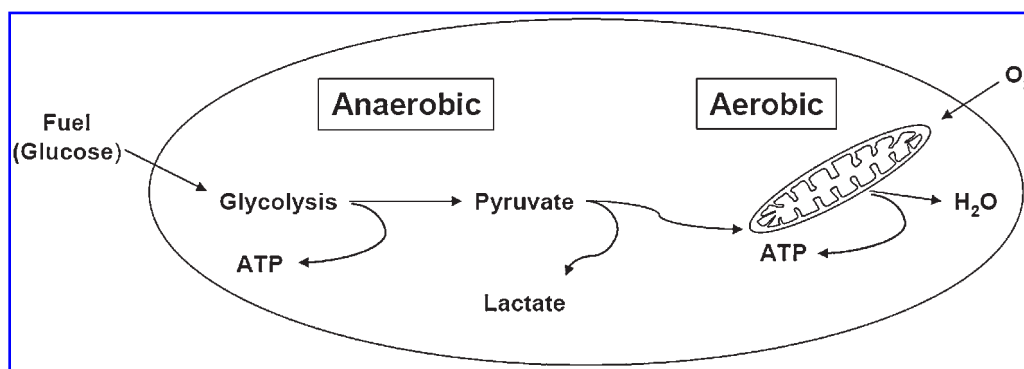 Anaerobic
Aerobic
O
Fuel
(Glucose)
Glycolysis
Pyruvate
H₂O
ATP
ATP
Lactate